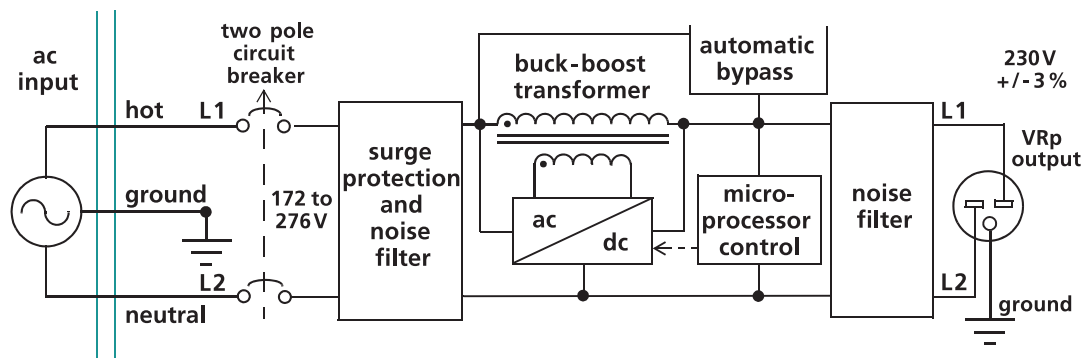 ac
input
two pole
circuit
breaker
hot
L1
ground
172 to
276V
L2
neutral
surge
protection
and
noise
filter
buck-boost
transformer
automatic
bypass
ac
dc
micro-
processor
control
noise
filter
230V
+/-3%
L1
VRp
output
L2
ground